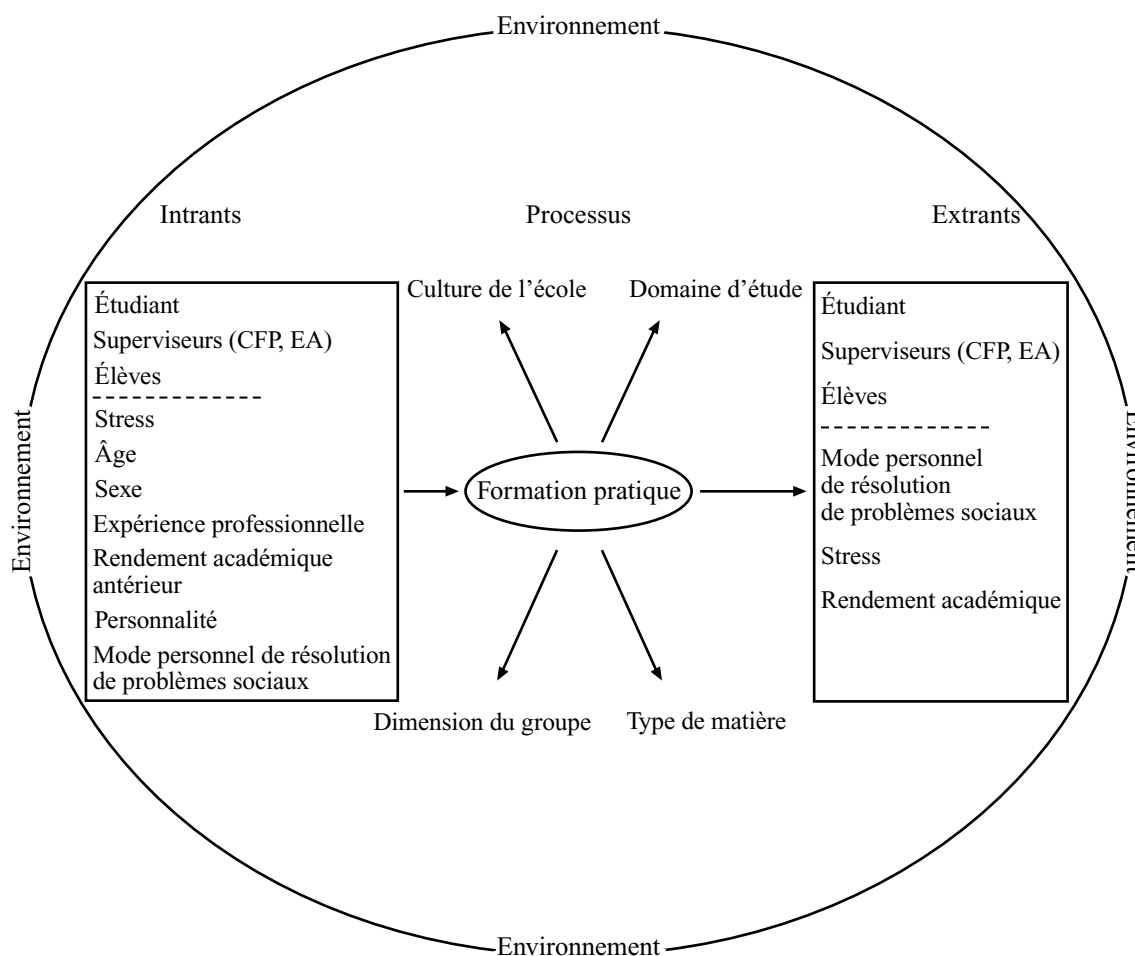 Environnement
Intrants
Processus
Extrants
Culture de l’école
Domaine d’étude
Étudiant
Superviseurs (CFP, EA)
Élèves
Stress
Âge
Sexe
Expérience professionnelle
Rendement académique
antérieur
Personnalité
Mode personnel de résolution
de problèmes sociaux
Formation pratique
Étudiant
Superviseurs (CFP, EA)
Élèves
Mode personnel
de résolution
de problèmes sociaux
Stress
Rendement académique
Dimension du groupe
Type de matière
Environnement
Environnement
Environnement